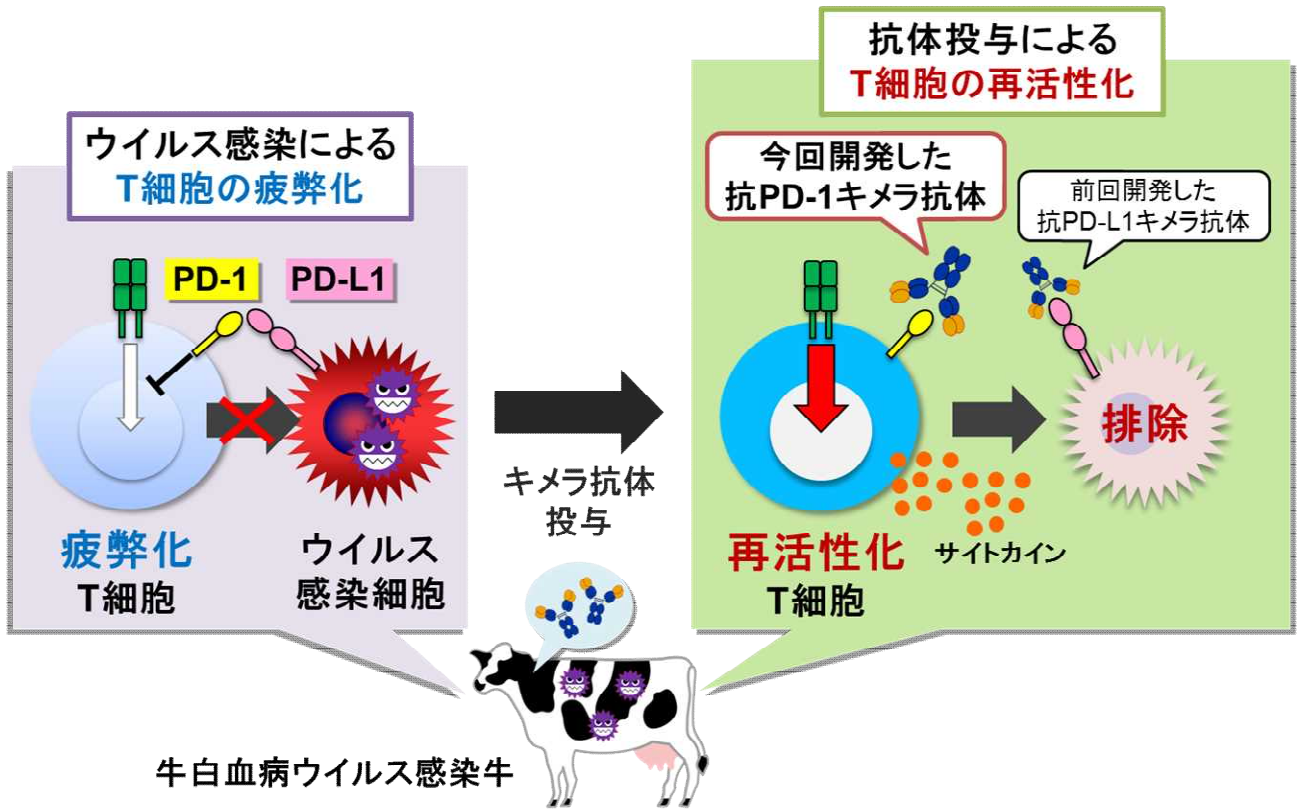 ウイルス感染による
T細胞の疲弊化
PD-1
PD-L1
疲弊化
T細胞
ウイルス
感染細胞
キメラ抗体
投与
抗体投与による
T細胞の再活性化
今回開発した
抗PD-1キメラ抗体
前回開発した
抗PD-L1キメラ抗体
排除
再活性化
T細胞
サイトカイン
牛白血病ウイルス感染牛